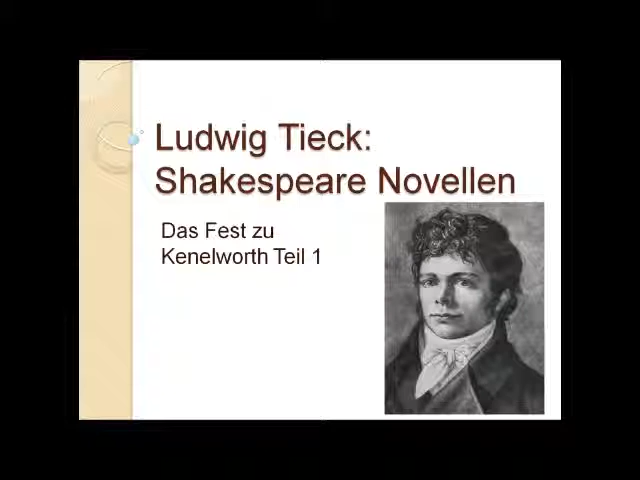 Ludwig Tieck:
Shakespeare Novellen
Das Fest zu
Kenelworth Teil 1